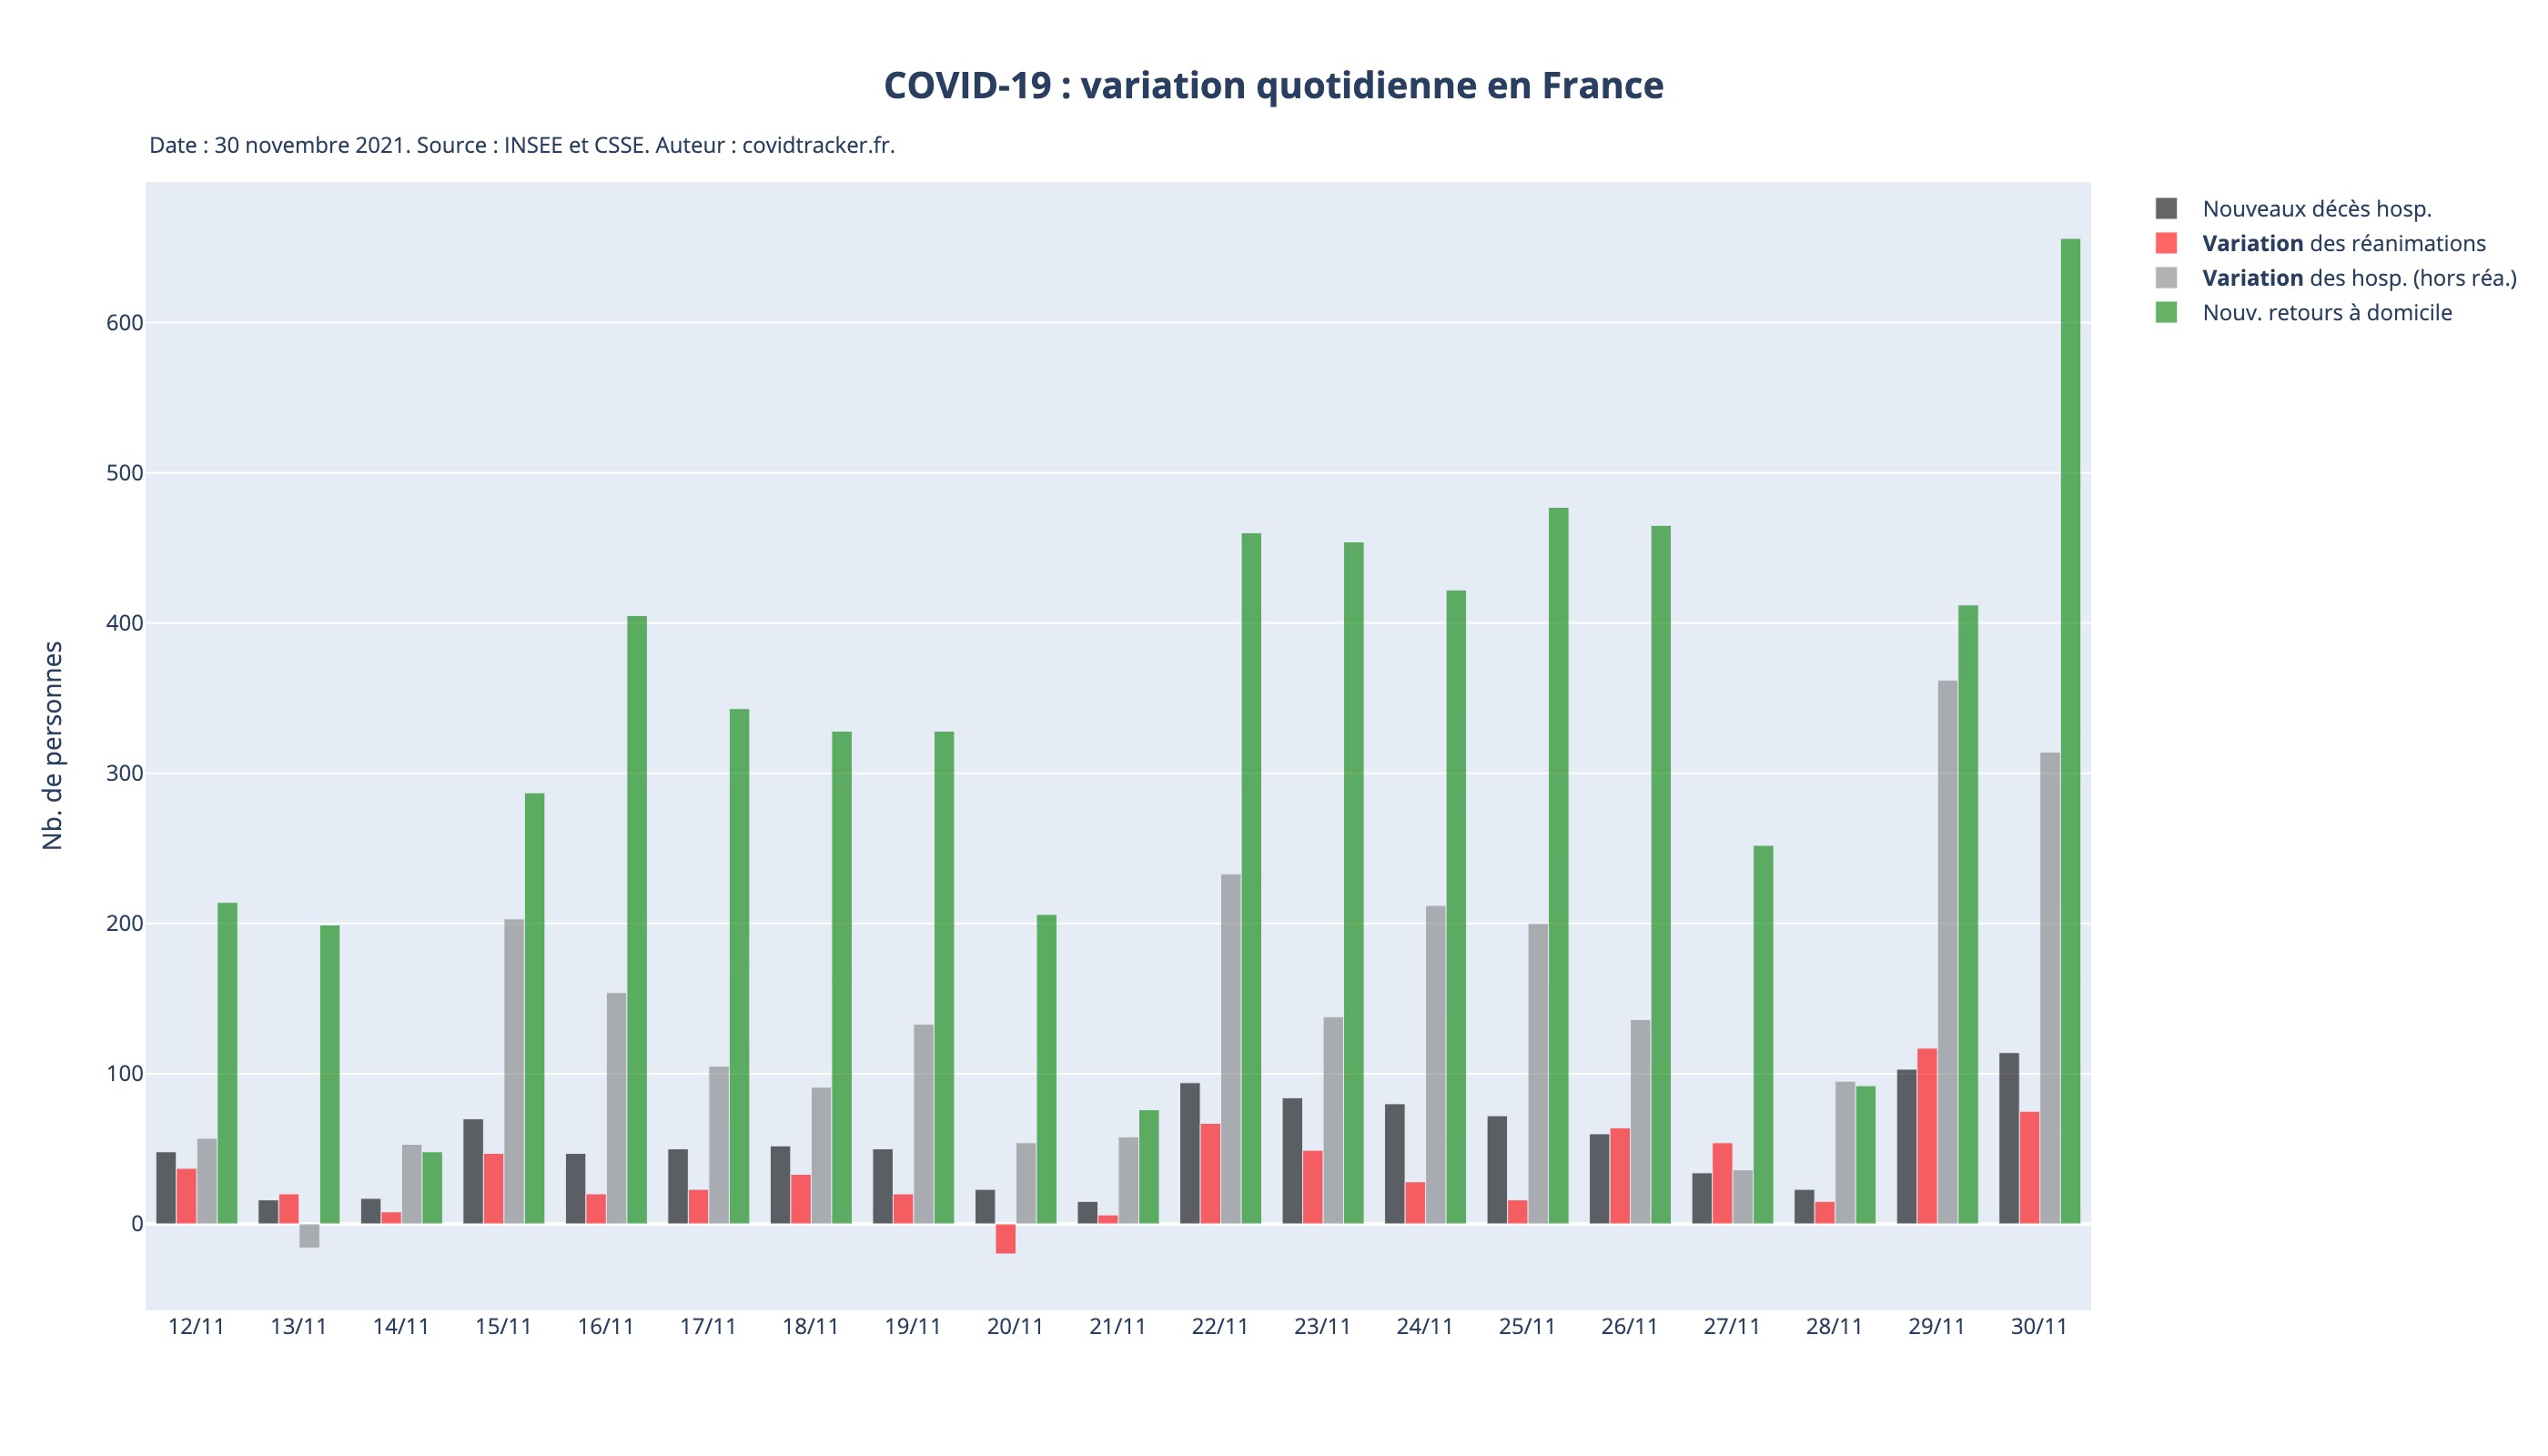 COVID-19 : variation quotidienne en France
Date : 30 novembre 2021. Source : INSEE et CSSE. Auteur : covidtracker.fr.
Nouveaux décès hosp.
Variation des réanimations
Variation des hosp. (hors réa.)
Nouv. retours à domicile
Nb. de personnes
600
500
400
300
200
100
0
12/11 13/11 14/11 15/11 16/11 17/11 18/11 19/11 20/11 21/11 22/11 23/11 24/11 25/11 26/11 27/11 28/11 29/11 30/11